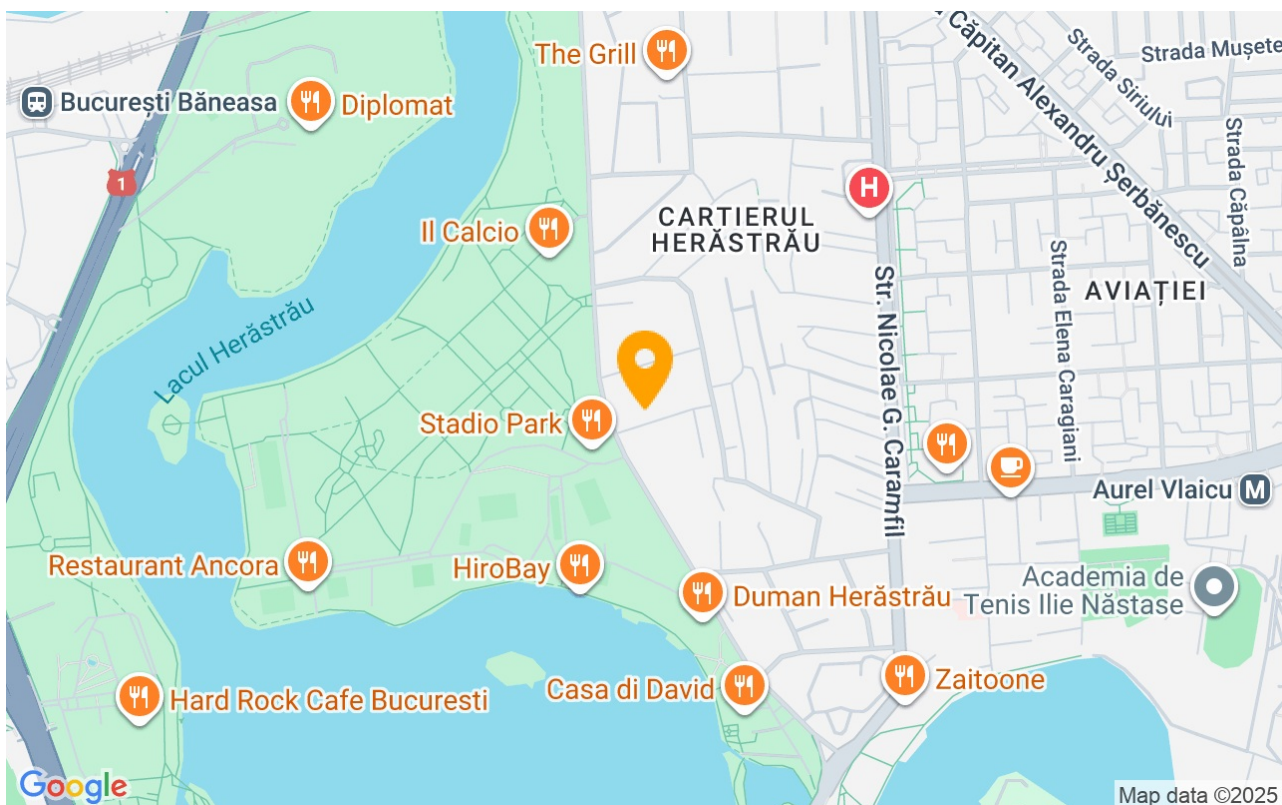 The Grill
Căpitan Alexandru Șerbănescu
Strada Mușețe
Strada Siriului
București Băneasa
Diplomat
1
Strada Căpâlna
H
Il Calcio
CARTIERUL
HERĂSTRĂU
Str. Nicolae G. Caramfil
Strada Elena Caragiani
AVIAȚIEI
Lacul Herăstrău
Stadio Park
Aurel Vlaicu M
Restaurant Ancora
HiroBay
Duman Herăstrău
Academia de
Tenis Ilie Năstase
Hard Rock Cafe Bucuresti
Casa di David
Zaitoone
Google
Map data ©2025